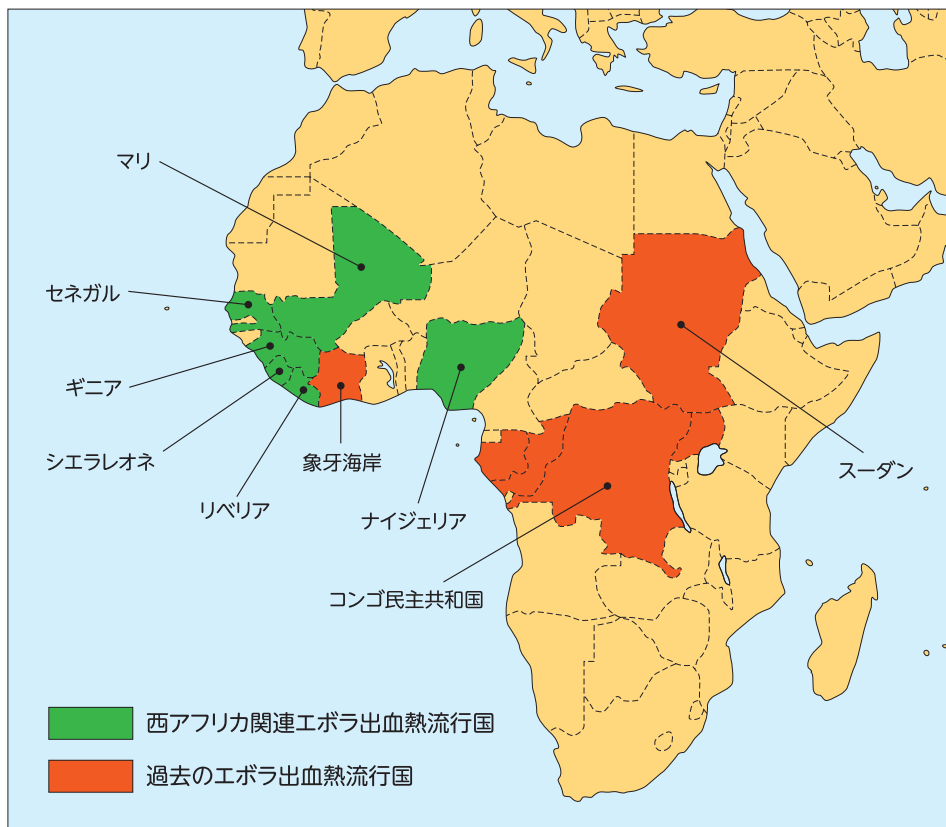 マリ
セネガル
ギニア
シエラレオネ
リベリア
象牙海岸
ナイジェリア
スーダン
コンゴ民主共和国
西アフリカ関連エボラ出血熱流行国
過去のエボラ出血熱流行国